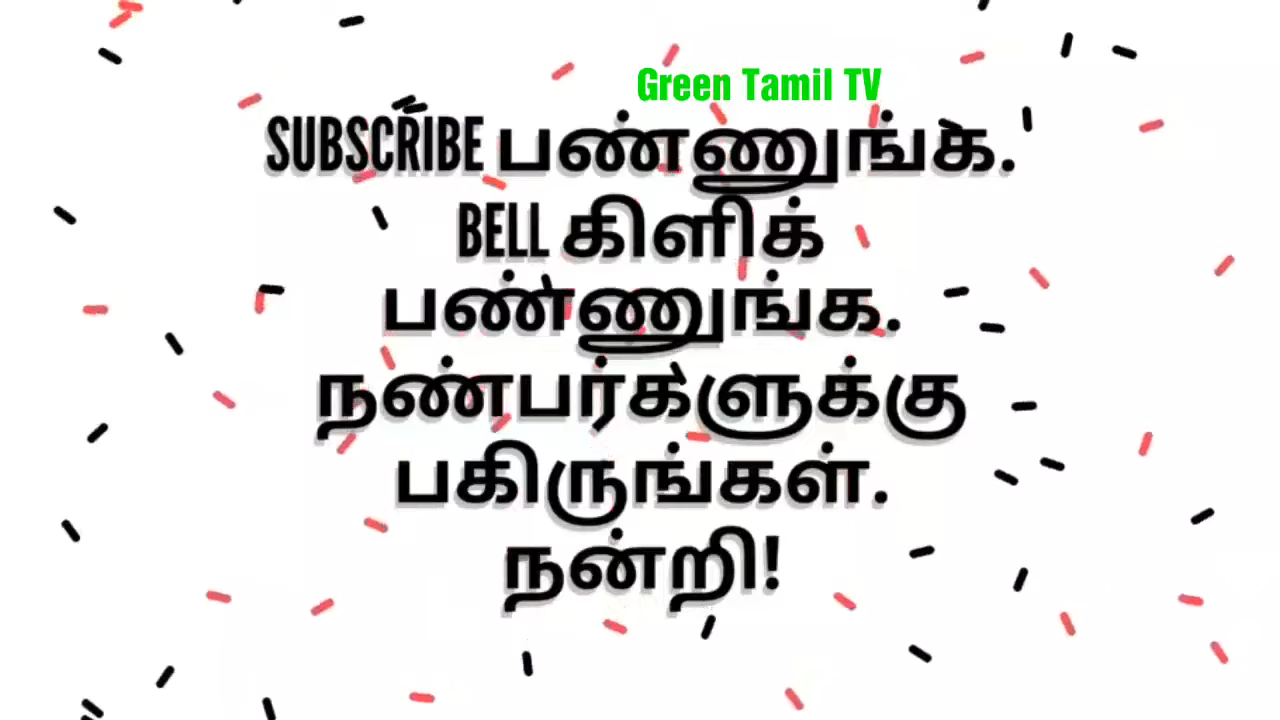 Green Tamil TV
SUBSCRIBE பண்ணுங்க.
BELL கிளிக்
பண்ணுங்க.
நண்பர்களுக்கு
பகிருங்கள்.
நன்றி!